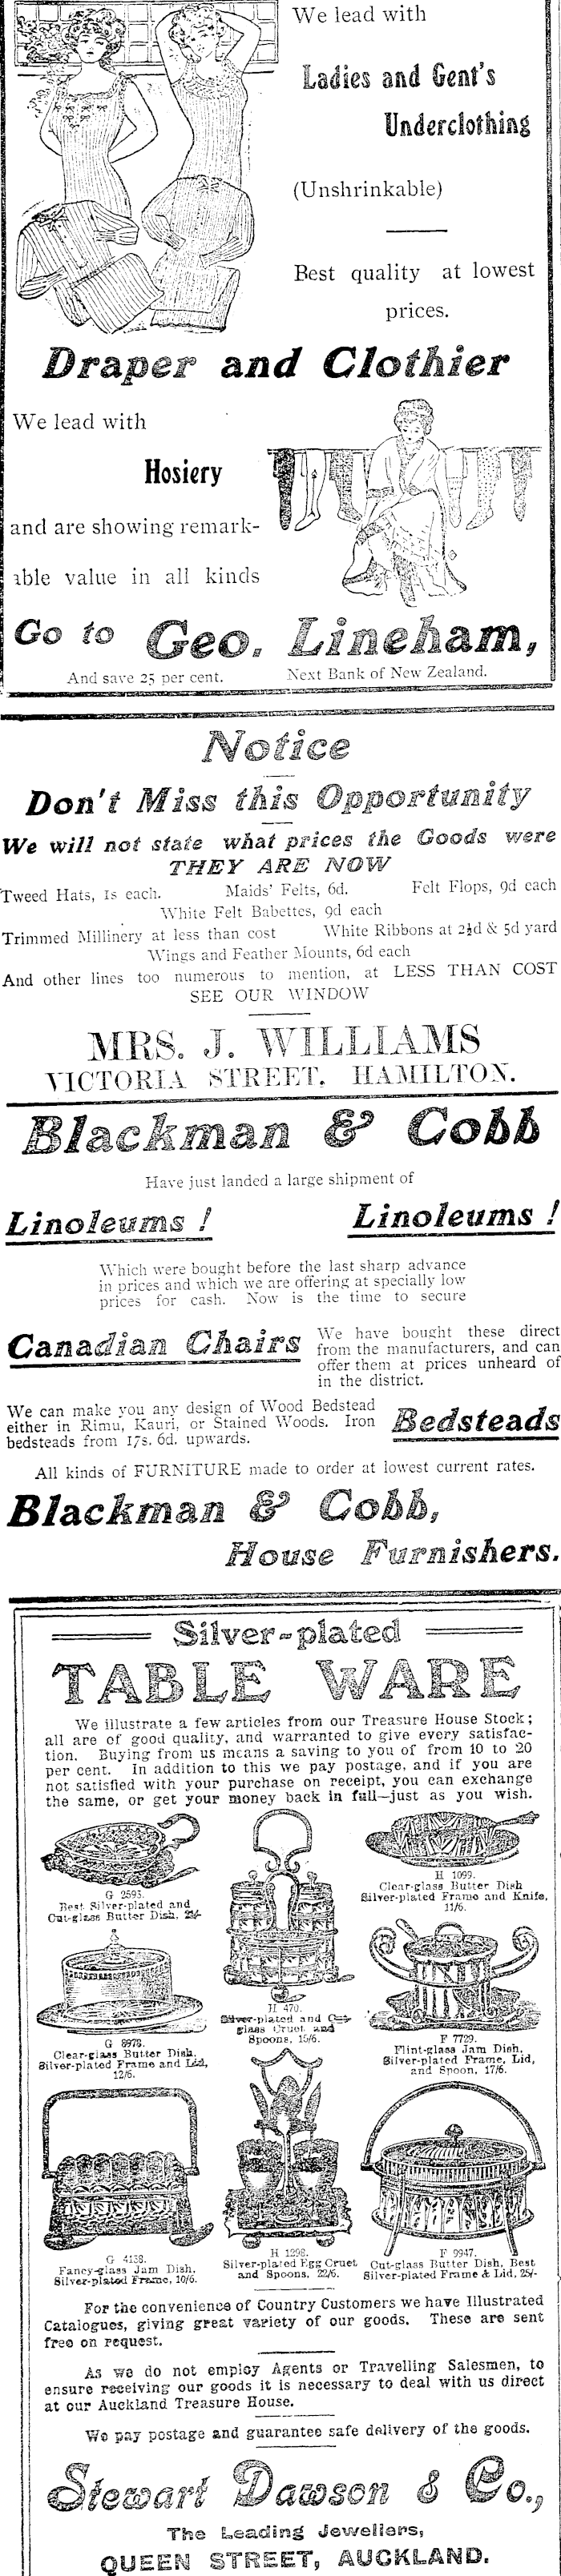 We lead with
Ladies and Gent's
Underclothing
(Unshrinkable)
Best quality at lowest
prices.
Draper and Clothier
We lead with
Hosiery
and are showing remark-
able value in all kinds
Go to Geo. Lineham,
And save 25 per cent. Next Bank of New Zealand.
Notice
Don't Miss this Opportunity
We will not state what prices the Goods were
THEY ARE NOW
Tweed Hats, 1s each. Maids' Felts, 6d. Felt Flops, 9d each
White Felt Babettes, 9d each
Trimmed Millinery at less than cost White Ribbons at 2½d & 5d yard
Wings and Feather Mounts, 6d each
And other lines too numerous to mention, at LESS THAN COST
SEE OUR WINDOW
MRS. J. WILLIAMS
VICTORIA STREET. HAMILTON.
Blackman & Cobb
Have just landed a large shipment of
Linoleums ! Linoleums !
Which were bought before the last sharp advance
in prices and which we are offering at specially low
prices for cash. Now is the time to secure
Canadian Chairs
We have bought these direct
from the manufacturers, and can
offer them at prices unheard of
in the district.
We can make you any design of Wood Bedstead
either in Rimu, Kauri, or Stained Woods. Iron
bedsteads from 17s. 6d. upwards.
Bedsteads
All kinds of FURNITURE made to order at lowest current rates.
Blackman & Cobb,
House Furnishers.
Silver-plated
TABLE WARE
We illustrate a few articles from our Treasure House Stock;
all are of good quality, and warranted to give every satisfac-
tion. Buying from us means a saving to you of from 10 to 20
per cent. In addition to this we pay postage, and if you are
not satisfied with your purchase on receipt, you can exchange
the same, or get your money back in full—just as you wish.
G 2595.
Best Silver-plated and
Cut-glass Butter Dish,
H 1099.
Clear-glass Butter Dish
Silver-plated Frame and Knife,
11/6.
H 470.
Silver-plated and Cut-
glass Cruet and
Spoons, 15/6.
G 8978.
Clear-glass Butter Dish,
Silver-plated Frame and Lid,
12/6.
F 7729.
Flint-glass Jam Dish,
Silver-plated Frame, Lid,
and Spoon, 17/6.
G 4138.
Fancy-glass Jam Dish,
Silver-plated Frame, 10/6.
H 1298.
Silver-plated Egg Cruet
and Spoons, 22/6.
F 9947.
Cut-glass Butter Dish, Best
Silver-plated Frame & Lid, 25/-
For the convenience of Country Customers we have Illustrated
Catalogues, giving great variety of our goods. These are sent
free on request.
As we do not employ Agents or Travelling Salesmen, to
ensure receiving our goods it is necessary to deal with us direct
at our Auckland Treasure House.
We pay postage and guarantee safe delivery of the goods.
Stewart Dawson & Co.,
The Leading Jewellers,
QUEEN STREET, AUCKLAND.